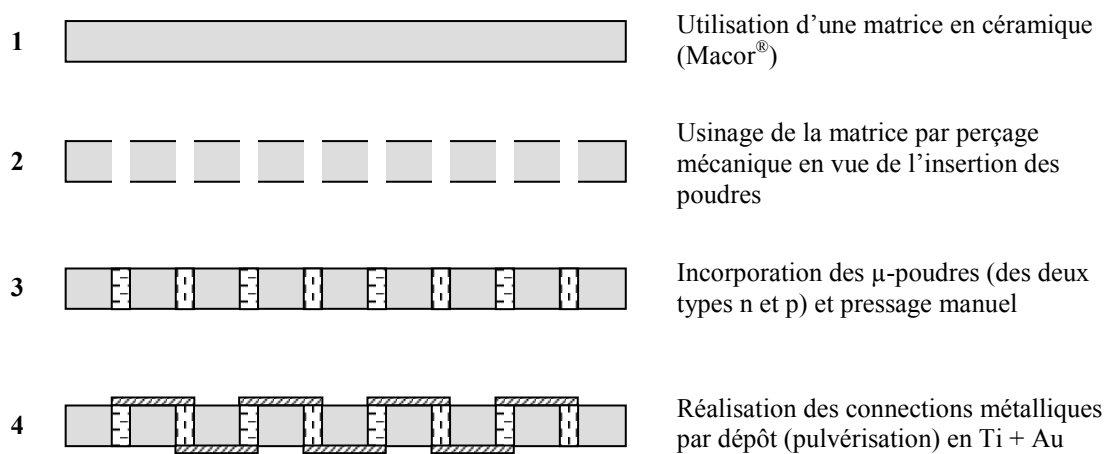 1
Utilisation d’une matrice en céramique
(Macor®)
2
Usinage de la matrice par perçage
mécanique en vue de l’insertion des
poudres
3
Incorporation des µ-poudres (des deux
types n et p) et pressage manuel
4
Réalisation des connections métalliques
par dépôt (pulvérisation) en Ti + Au